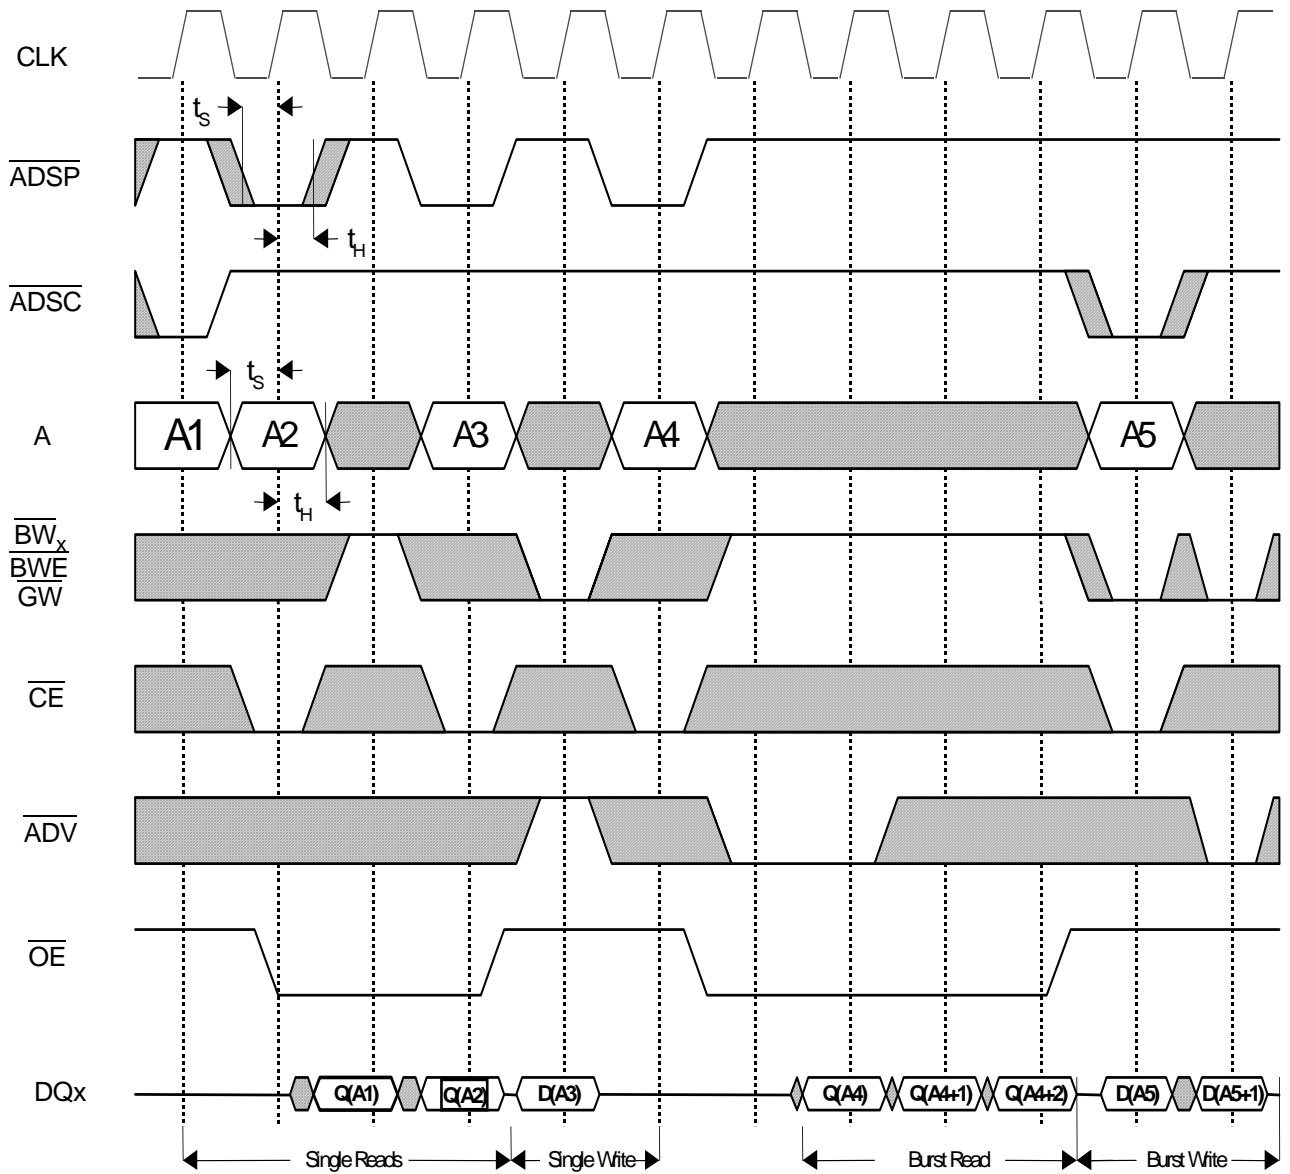 CLK
tS
ADSP
tH
ADSC
tS
A A1 A2 A3 A4 A5
tH
BWx
BWE
GW
CE
ADV
OE
DQx Q(A1) Q(A2) D(A3) Q(A4) Q(A4+1) Q(A4+2) D(A5) D(A5+1)
Single Reads Single Write Burst Read Burst Write